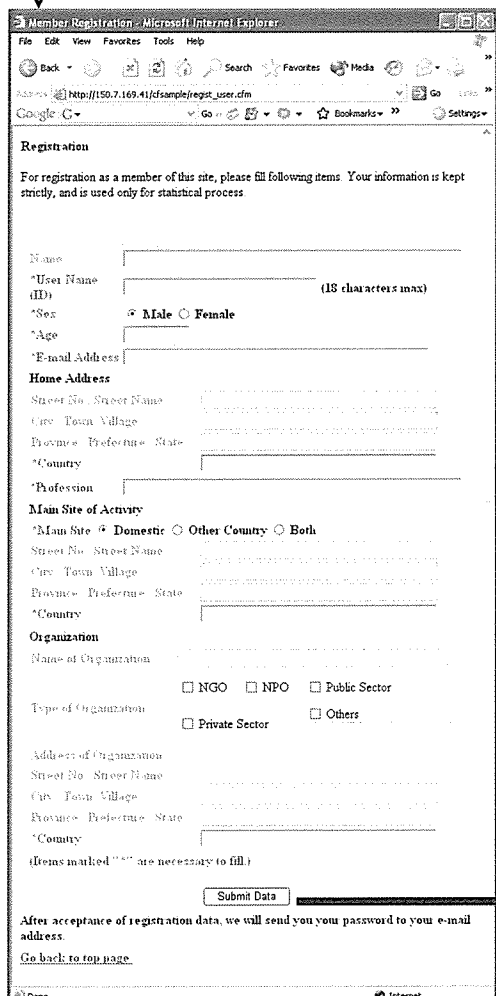 Member Registration - Microsoft Internet Explorer
File Edit View Favorites Tools Help
Back Search Favorites Media
Address http://150.7.169.41/cfsample/regist_user.cfm Go Links
Google G Go Bookmarks Settings
Registration
For registration as a member of this site, please fill following items. Your information is kept
strictly, and is used only for statistical process.
Name
*User Name
(ID) (18 characters max)
*Sex Male Female
*Age
*E-mail Address
Home Address
Street No. Street Name
City Town Village
Province Prefecture State
*Country
*Profession
Main Site of Activity
*Main Site Domestic Other Country Both
Street No. Street Name
City Town Village
Province Prefecture State
*Country
Organization
Name of Organization
Type of Organization NGO NPO Public Sector
Private Sector Others
Address of Organization
Street No. Street Name
City Town Village
Province Prefecture State
*Country
(Items marked "*" are necessary to fill.)
Submit Data
After acceptance of registration data, we will send you your password to your e-mail
address.
Go back to top page
Done Internet